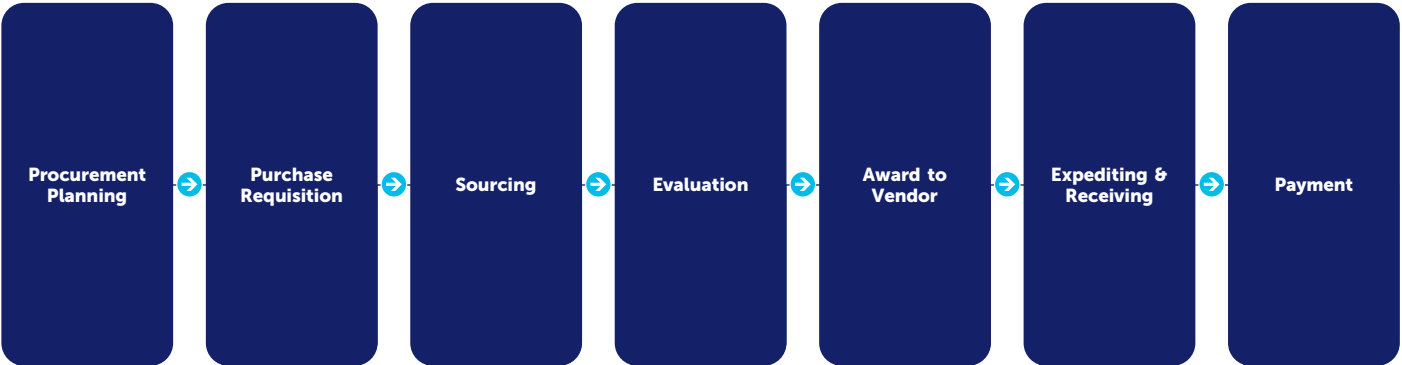 Procurement
Planning
Purchase
Requisition
Sourcing
Evaluation
Award to
Vendor
Expediting &
Receiving
Payment